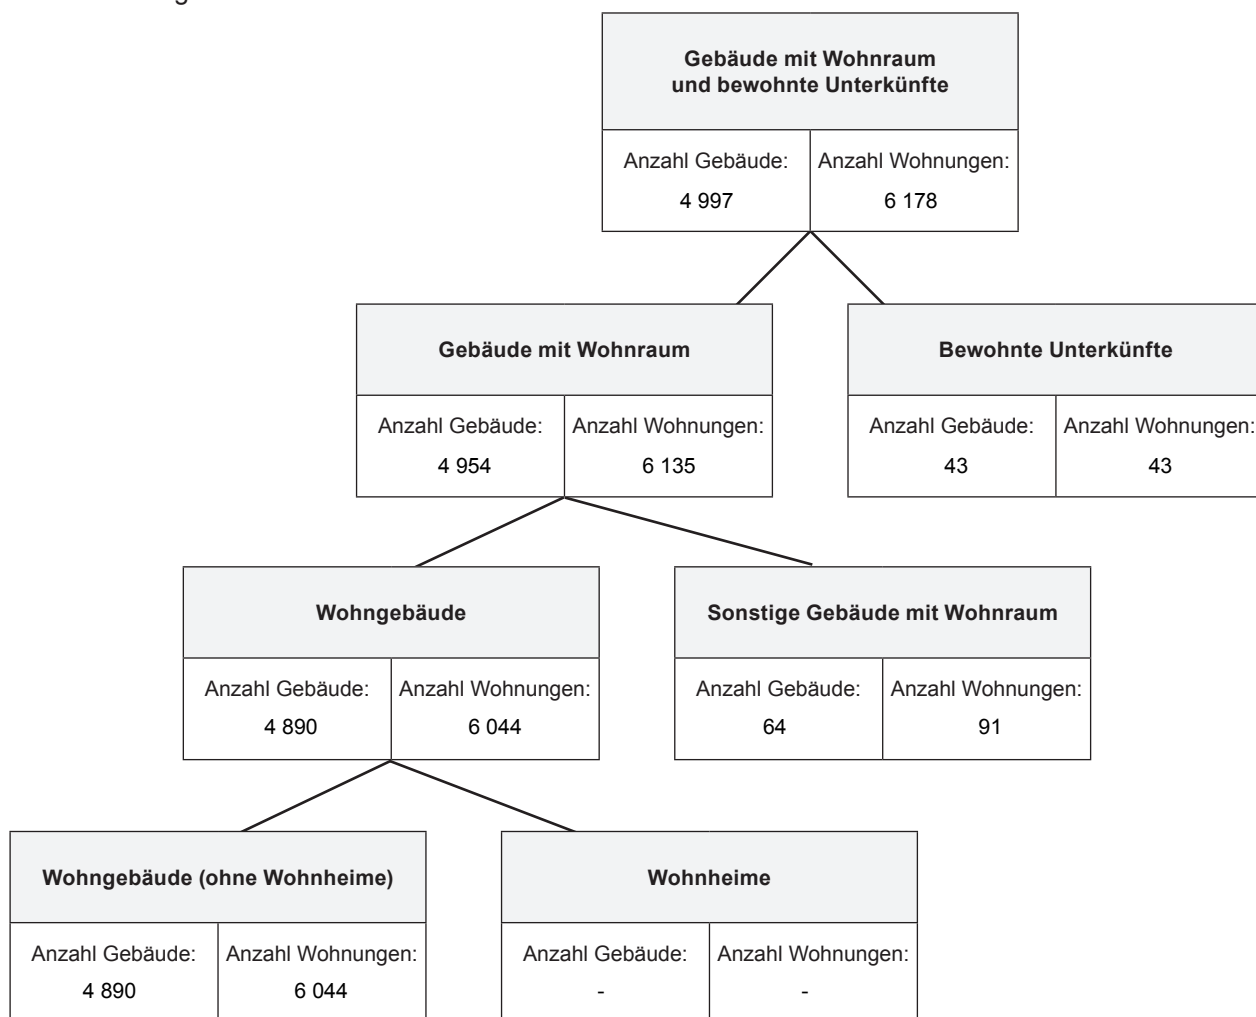 Gebäude mit Wohnraum
und bewohnte Unterkünfte
Anzahl Gebäude: Anzahl Wohnungen:
4 997 6 178
Gebäude mit Wohnraum Bewohnte Unterkünfte
Anzahl Gebäude: Anzahl Wohnungen: Anzahl Gebäude: Anzahl Wohnungen:
4 954 6 135 43 43
Wohngebäude Sonstige Gebäude mit Wohnraum
Anzahl Gebäude: Anzahl Wohnungen: Anzahl Gebäude: Anzahl Wohnungen:
4 890 6 044 64 91
Wohngebäude (ohne Wohnheime) Wohnheime
Anzahl Gebäude: Anzahl Wohnungen: Anzahl Gebäude: Anzahl Wohnungen:
4 890 6 044 - -